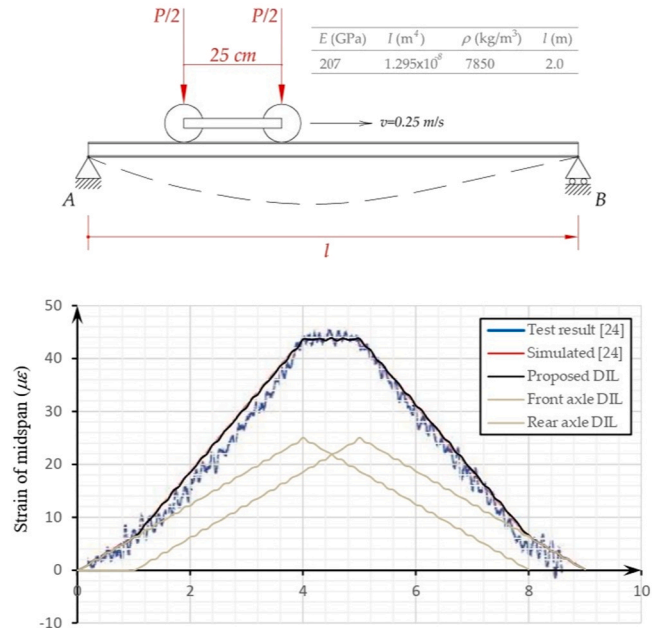 P/2 P/2
25 cm
E (GPa) I (m⁴) ρ (kg/m³) l (m)
207 1.295x10⁸ 7850 2.0
v=0.25 m/s
A B
l
50
40
30
20
10
0
-10
Strain of midspan (με)
Test result [24]
Simulated [24]
Proposed DIL
Front axle DIL
Rear axle DIL
0 2 4 6 8 10